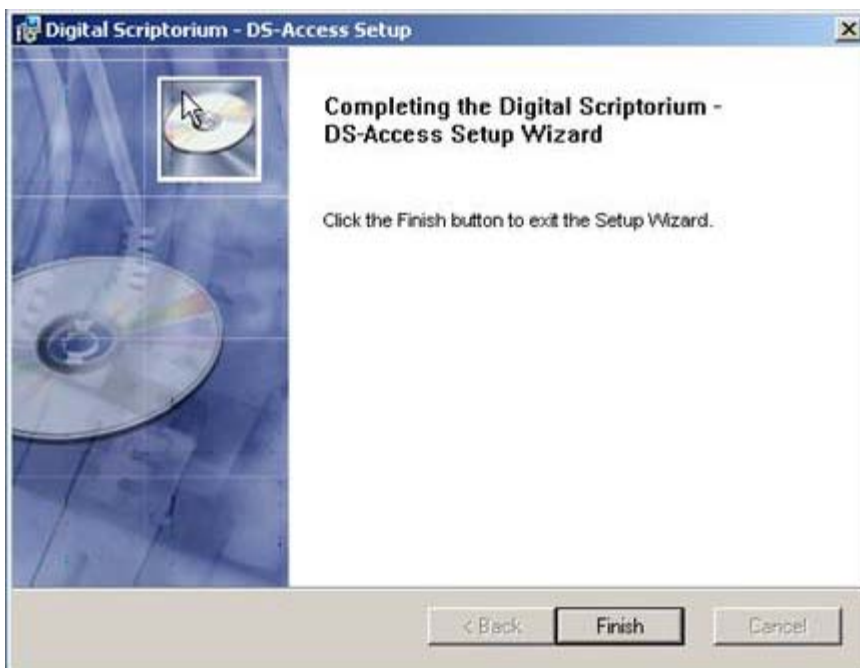 Digital Scriptorium - DS-Access Setup
Completing the Digital Scriptorium -
DS-Access Setup Wizard
Click the Finish button to exit the Setup Wizard.
< Back Finish Cancel